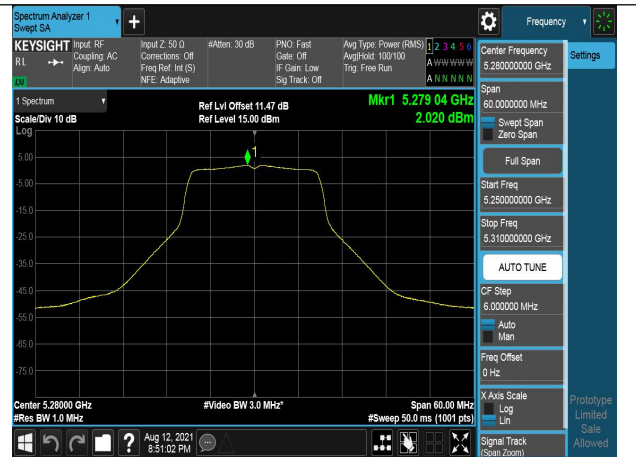 Spectrum Analyzer 1
Swept SA
Frequency
KEYSIGHT
RL
Input: RF
Coupling: AC
Align: Auto
Input Z: 50 Ω
Corrections: Off
Freq Ref: Int (S)
NFE: Adaptive
#Atten: 30 dB
PNO: Fast
Gate: Off
IF Gain: Low
Sig Track: Off
Avg Type: Power (RMS)
Avg|Hold: 100/100
Trig: Free Run
1 2 3 4 5 6
A W W W W W
A N N N N N
LNI
1 Spectrum
Scale/Div 10 dB
Log
Ref Lvl Offset 11.47 dB
Ref Level 15.00 dBm
Mkr1 5.279 04 GHz
2.020 dBm
1
5.00
-5.00
-15.0
-25.0
-35.0
-45.0
-55.0
-65.0
-75.0
Center 5.28000 GHz
#Res BW 1.0 MHz
#Video BW 3.0 MHz*
Span 60.00 MHz
#Sweep 50.0 ms (1001 pts)
Aug 12, 2021
8:51:02 PM
?
Center Frequency
5.280000000 GHz
Span
60.0000000 MHz
Swept Span
Zero Span
Full Span
Start Freq
5.250000000 GHz
Stop Freq
5.310000000 GHz
AUTO TUNE
CF Step
6.000000 MHz
Auto
Man
Freq Offset
0 Hz
X Axis Scale
Log
Lin
Signal Track
(Span Zoom)
Settings
Prototype
Limited
Sale
Allowed